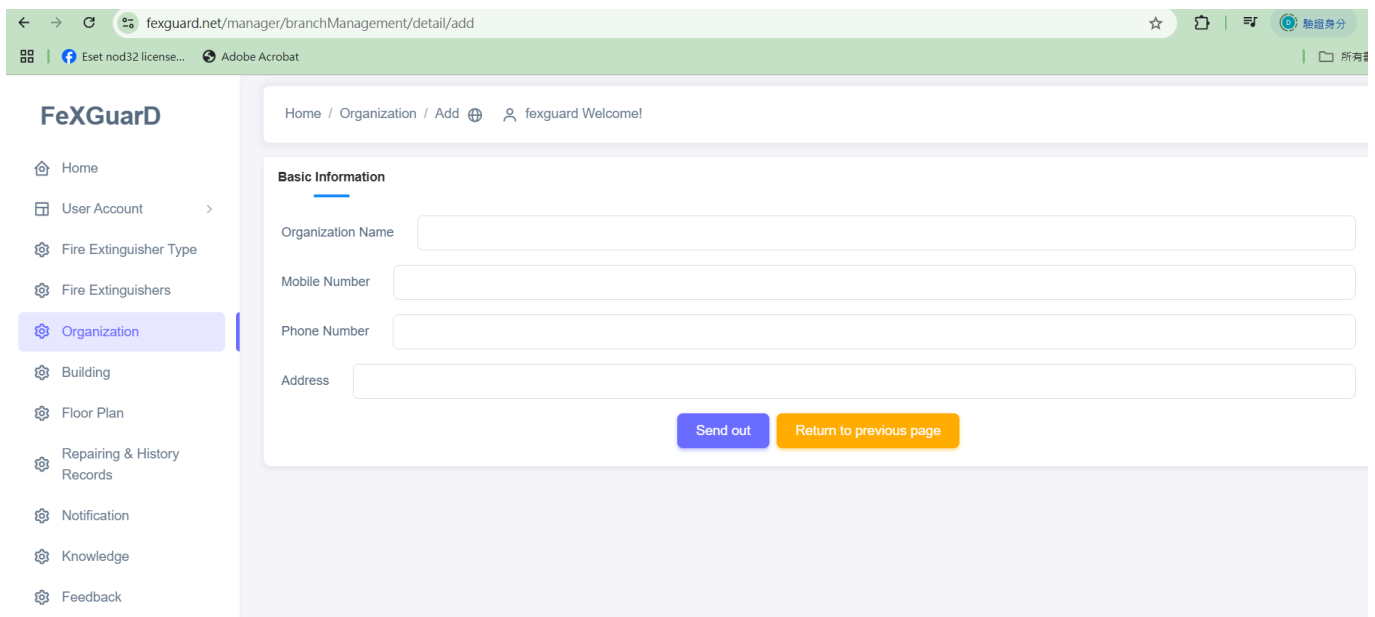 fexguard.net/manager/branchManagement/detail/add
驗證身分
Eset nod32 license...
Adobe Acrobat
所有書
FeXGuarD
Home / Organization / Add
fexguard Welcome!
Home
User Account
Fire Extinguisher Type
Fire Extinguishers
Organization
Building
Floor Plan
Repairing & History
Records
Notification
Knowledge
Feedback
Basic Information
Organization Name
Mobile Number
Phone Number
Address
Send out
Return to previous page